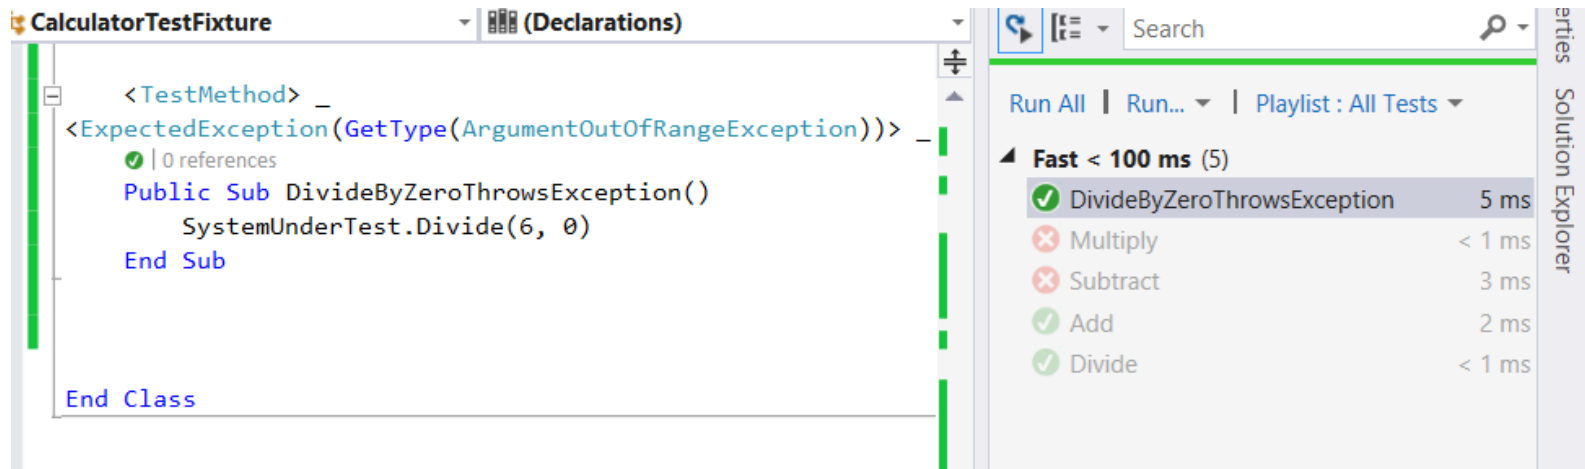 CalculatorTestFixture
(Declarations)
<TestMethod> _
<ExpectedException(GetType(ArgumentOutOfRangeException))> _
0 references
Public Sub DivideByZeroThrowsException()
SystemUnderTest.Divide(6, 0)
End Sub
End Class
Search
Run All | Run... | Playlist : All Tests
Fast < 100 ms (5)
DivideByZeroThrowsException 5 ms
Multiply < 1 ms
Subtract 3 ms
Add 2 ms
Divide < 1 ms
Solution Explorer